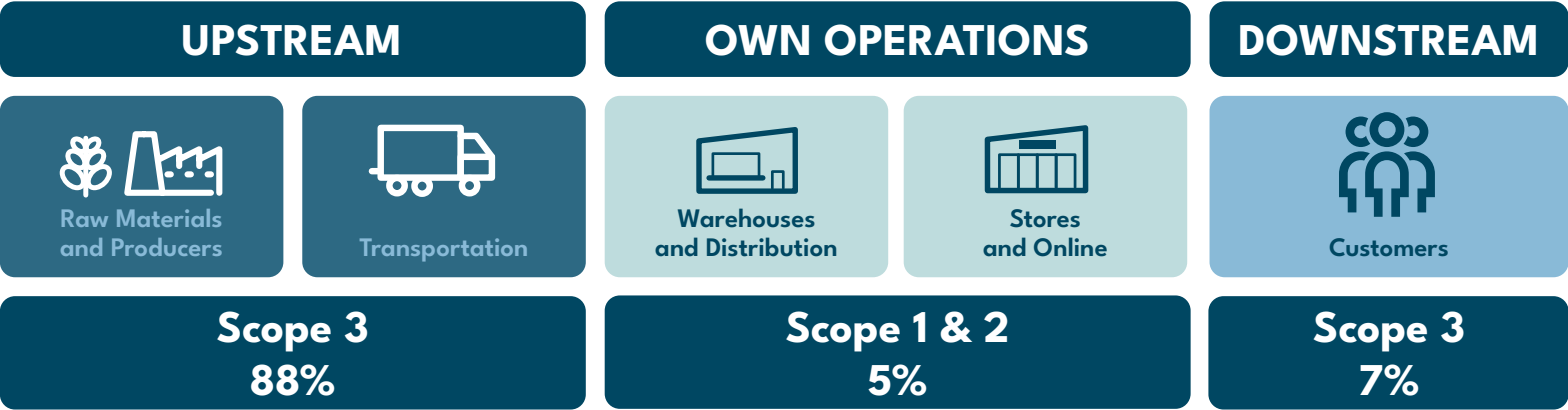 UPSTREAM
OWN OPERATIONS
DOWNSTREAM
Raw Materials
and Producers
Transportation
Warehouses
and Distribution
Stores
and Online
Customers
Scope 3
88%
Scope 1 & 2
5%
Scope 3
7%